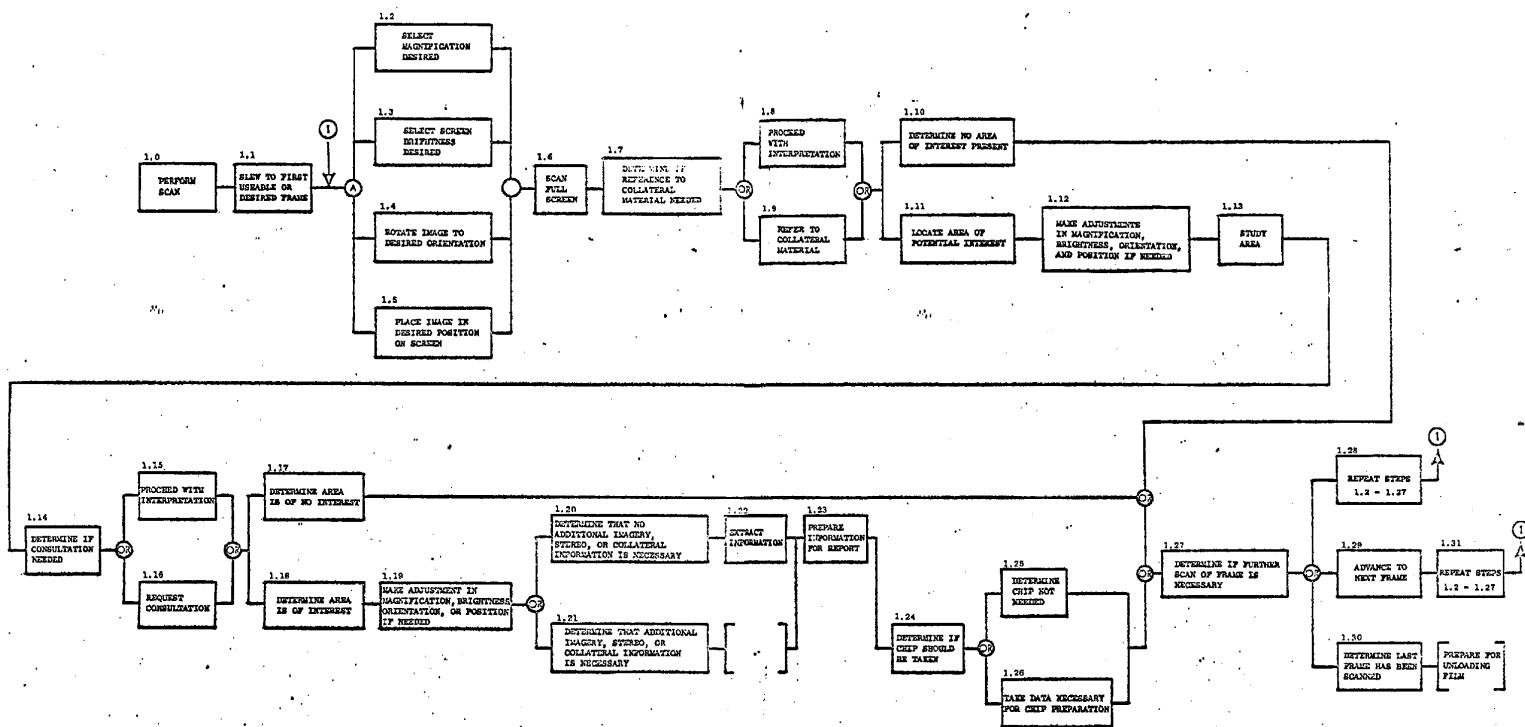 1.0
PERFORM
SCAN
1.1
SLEW TO FIRST
USEABLE OR
DESIRED FRAME
1
A
1.2
SELECT
MAGNIFICATION
DESIRED
1.3
SELECT SCREEN
BRIGHTNESS
DESIRED
1.4
ROTATE IMAGE TO
DESIRED ORIENTATION
1.5
PLACE IMAGE IN
DESIRED POSITION
ON SCREEN
1.6
SCAN
FULL
SCREEN
1.7
DETERMINE IF
REFERENCE TO
COLLATERAL
MATERIAL NEEDED
OR
1.8
PROCEED
WITH
INTERPRETATION
1.9
REFER TO
COLLATERAL
MATERIAL
OR
1.10
DETERMINE NO AREA
OF INTEREST PRESENT
1.11
LOCATE AREA OF
POTENTIAL INTEREST
1.12
MAKE ADJUSTMENTS
IN MAGNIFICATION,
BRIGHTNESS, ORIENTATION,
AND POSITION IF NEEDED
1.13
STUDY
AREA
1.14
DETERMINE IF
CONSULTATION
NEEDED
OR
1.15
PROCEED WITH
INTERPRETATION
1.16
REQUEST
CONSULTATION
OR
1.17
DETERMINE AREA
IS OF NO INTEREST
1.18
DETERMINE AREA
IS OF INTEREST
1.19
MAKE ADJUSTMENT IN
MAGNIFICATION, BRIGHTNESS
ORIENTATION, OR POSITION
IF NEEDED
OR
1.20
DETERMINE THAT NO
ADDITIONAL IMAGERY,
STEREO, OR COLLATERAL
INFORMATION IS NECESSARY
1.21
DETERMINE THAT ADDITIONAL
IMAGERY, STEREO, OR
COLLATERAL INFORMATION
IS NECESSARY
1.22
EXTRACT
INFORMATION
1.23
PREPARE
INFORMATION
FOR REPORT
1.24
DETERMINE IF
CHIP SHOULD
BE TAKEN
OR
1.25
DETERMINE
CHIP NOT
NEEDED
1.26
TAKE DATA NECESSARY
FOR CHIP PREPARATION
OR
OR
1.27
DETERMINE IF FURTHER
SCAN OF FRAME IS
NECESSARY
OR
1.28
REPEAT STEPS
1.2 - 1.27
1
1.29
ADVANCE TO
NEXT FRAME
1.31
REPEAT STEPS
1.2 - 1.27
1
1.30
DETERMINE LAST
FRAME HAS BEEN
SCANNED
PREPARE FOR
UNLOADING
FILM